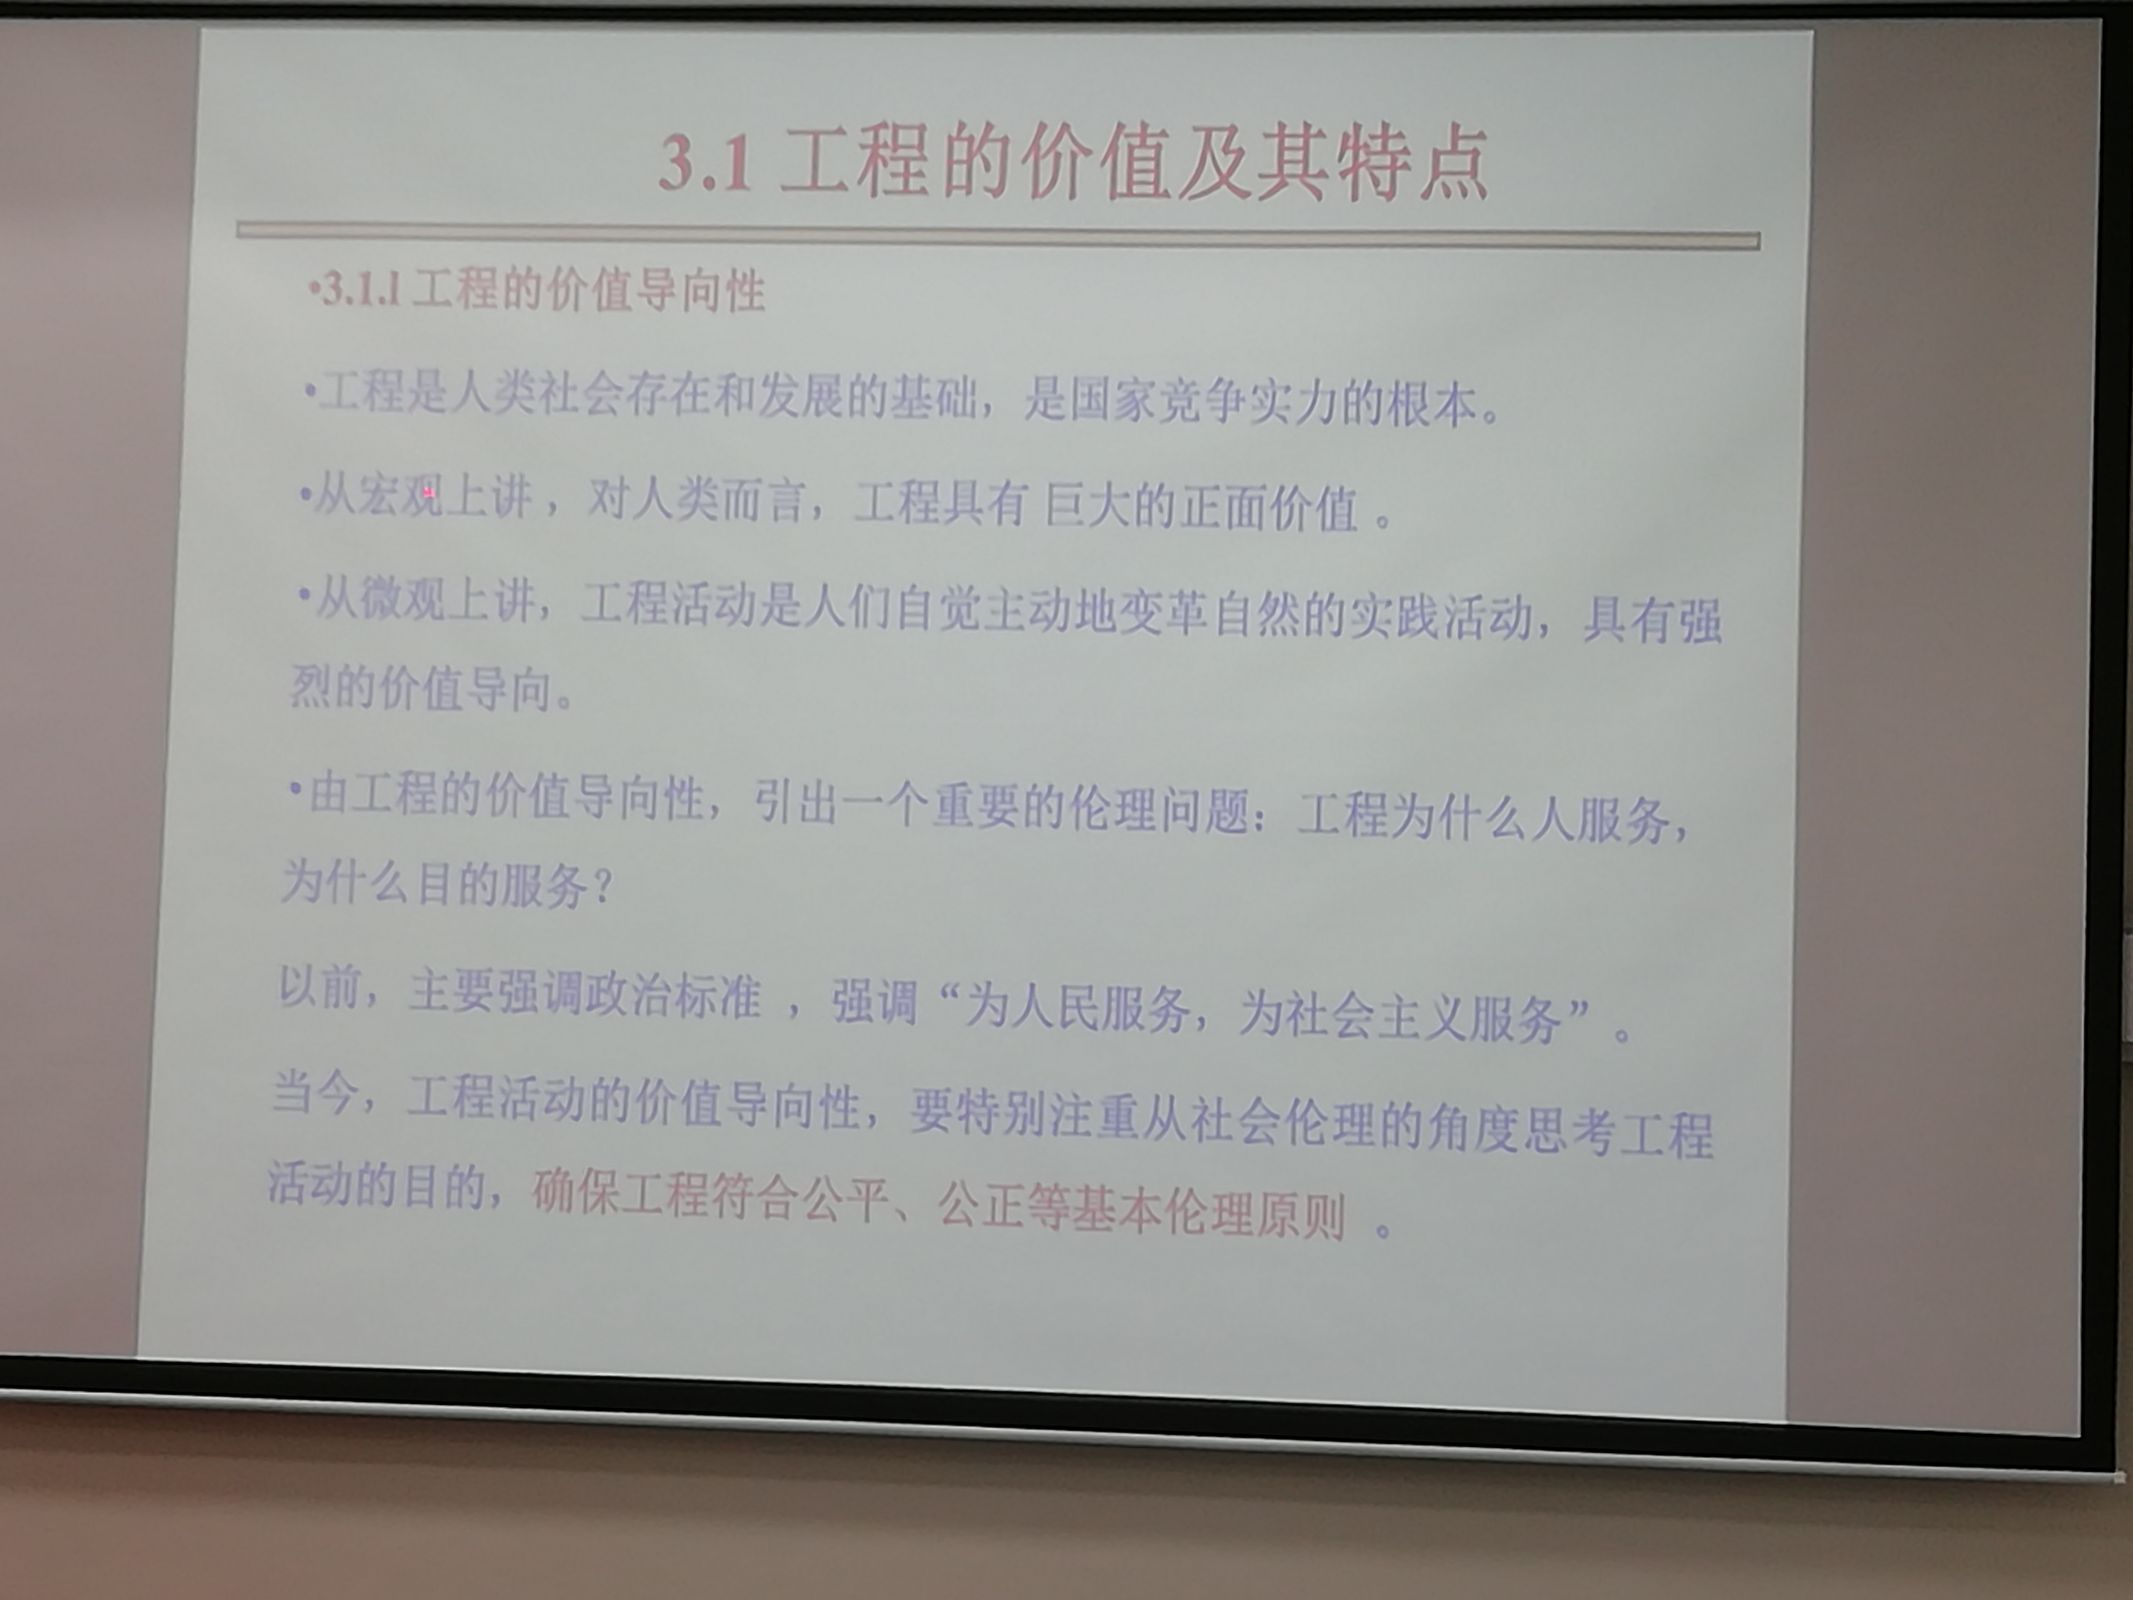 3.1 工程的价值及其特点
•3.1.1 工程的价值导向性
•工程是人类社会存在和发展的基础，是国家竞争实力的根本。
•从宏观上讲 ，对人类而言，工程具有 巨大的正面价值 。
•从微观上讲，工程活动是人们自觉主动地变革自然的实践活动，具有强
烈的价值导向。
•由工程的价值导向性，引出一个重要的伦理问题：工程为什么人服务，
为什么目的服务？
以前，主要强调政治标准 ，强调“为人民服务，为社会主义服务” 。
当今，工程活动的价值导向性，要特别注重从社会伦理的角度思考工程
活动的目的，确保工程符合公平、公正等基本伦理原则 。